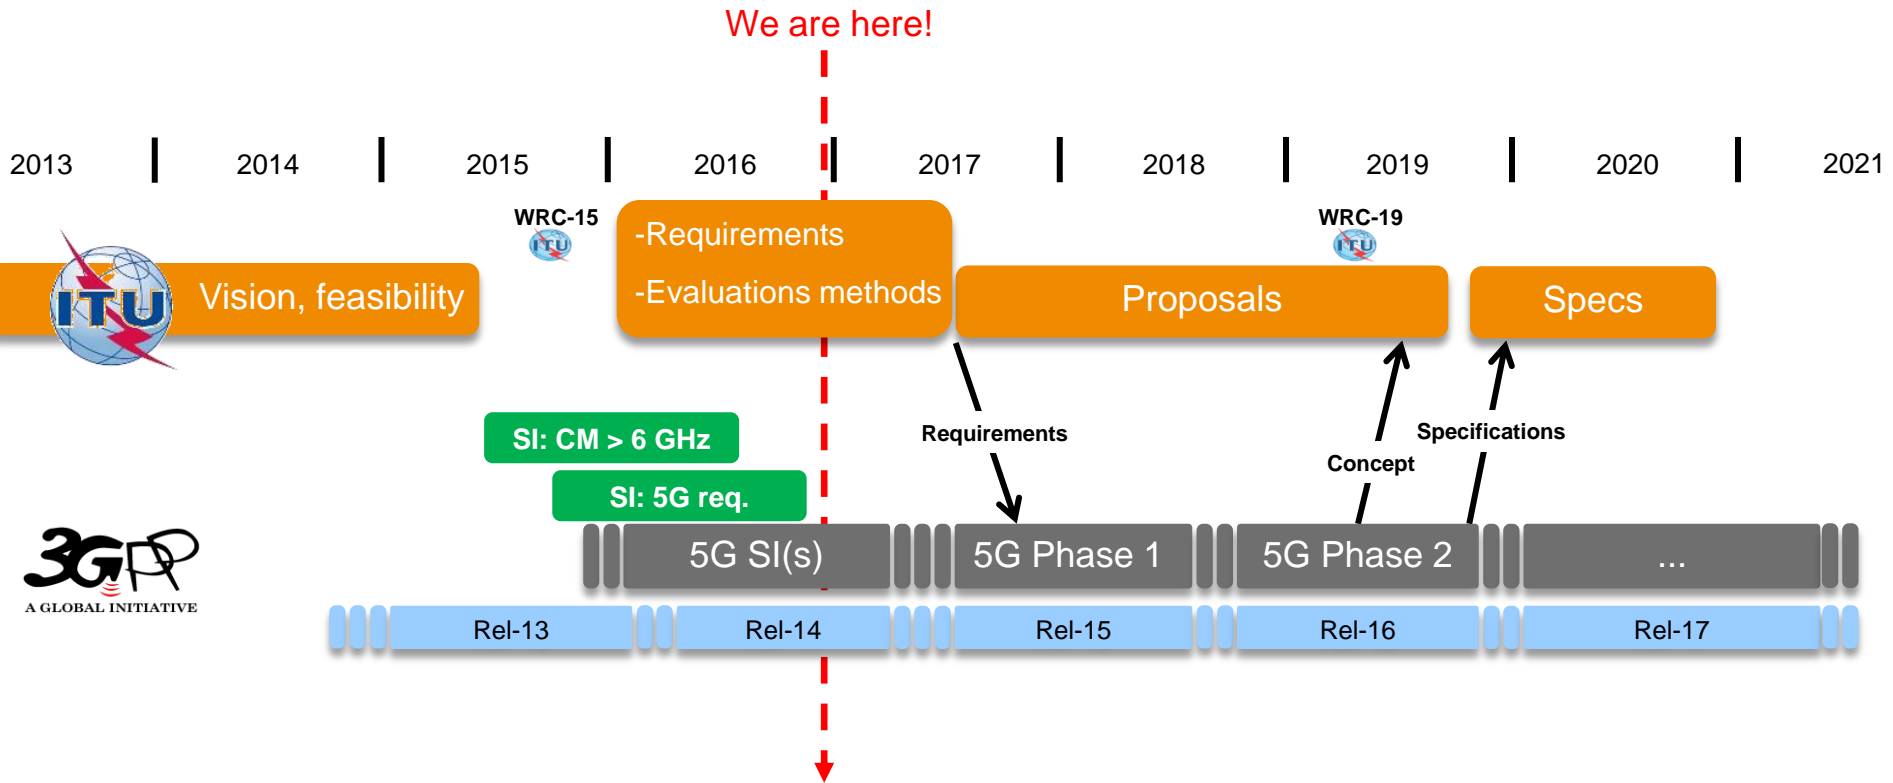 We are here!
2013 2014 2015 2016 2017 2018 2019 2020 2021
WRC-15
WRC-19
ITU
ITU
ITU
Vision, feasibility
-Requirements
-Evaluations methods
Proposals
Specs
SI: CM > 6 GHz
SI: 5G req.
Requirements
Concept
Specifications
3GPP
A GLOBAL INITIATIVE
5G SI(s)
5G Phase 1
5G Phase 2
...
Rel-13
Rel-14
Rel-15
Rel-16
Rel-17